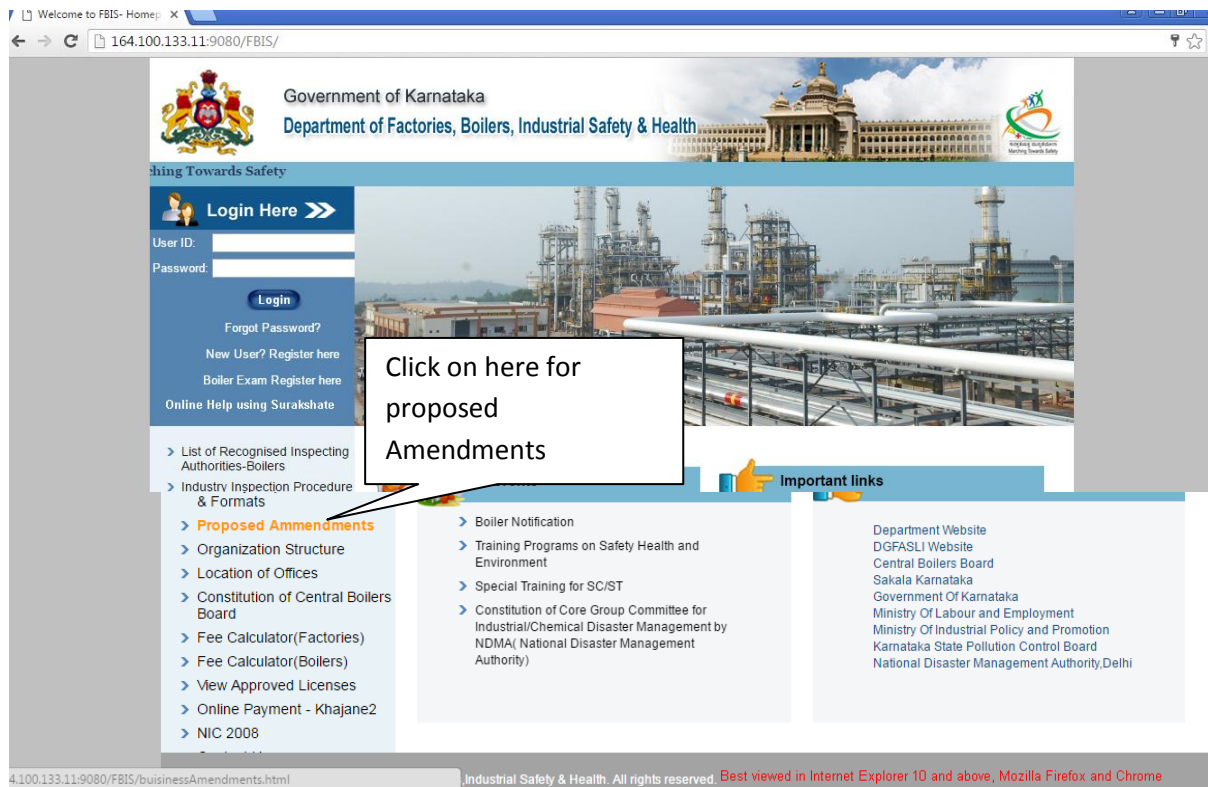 Welcome to FBIS- Homep
164.100.133.11:9080/FBIS/
Government of Karnataka
Department of Factories, Boilers, Industrial Safety & Health
Marching Towards Safety
hing Towards Safety
Login Here
User ID:
Password:
Login
Forgot Password?
New User? Register here
Boiler Exam Register here
Online Help using Surakshate
Click on here for
proposed
Amendments
List of Recognised Inspecting
Authorities-Boilers
Industry Inspection Procedure
& Formats
Proposed Ammendments
Organization Structure
Location of Offices
Constitution of Central Boilers
Board
Fee Calculator(Factories)
Fee Calculator(Boilers)
View Approved Licenses
Online Payment - Khajane2
NIC 2008
Boiler Notification
Training Programs on Safety Health and
Environment
Special Training for SC/ST
Constitution of Core Group Committee for
Industrial/Chemical Disaster Management by
NDMA( National Disaster Management
Authority)
Important links
Department Website
DGFASLI Website
Central Boilers Board
Sakala Karnataka
Government Of Karnataka
Ministry Of Labour and Employment
Ministry Of Industrial Policy and Promotion
Karnataka State Pollution Control Board
National Disaster Management Authority,Delhi
4.100.133.11:9080/FBIS/buisinessAmendments.html
,Industrial Safety & Health. All rights reserved. Best viewed in Internet Explorer 10 and above, Mozilla Firefox and Chrome